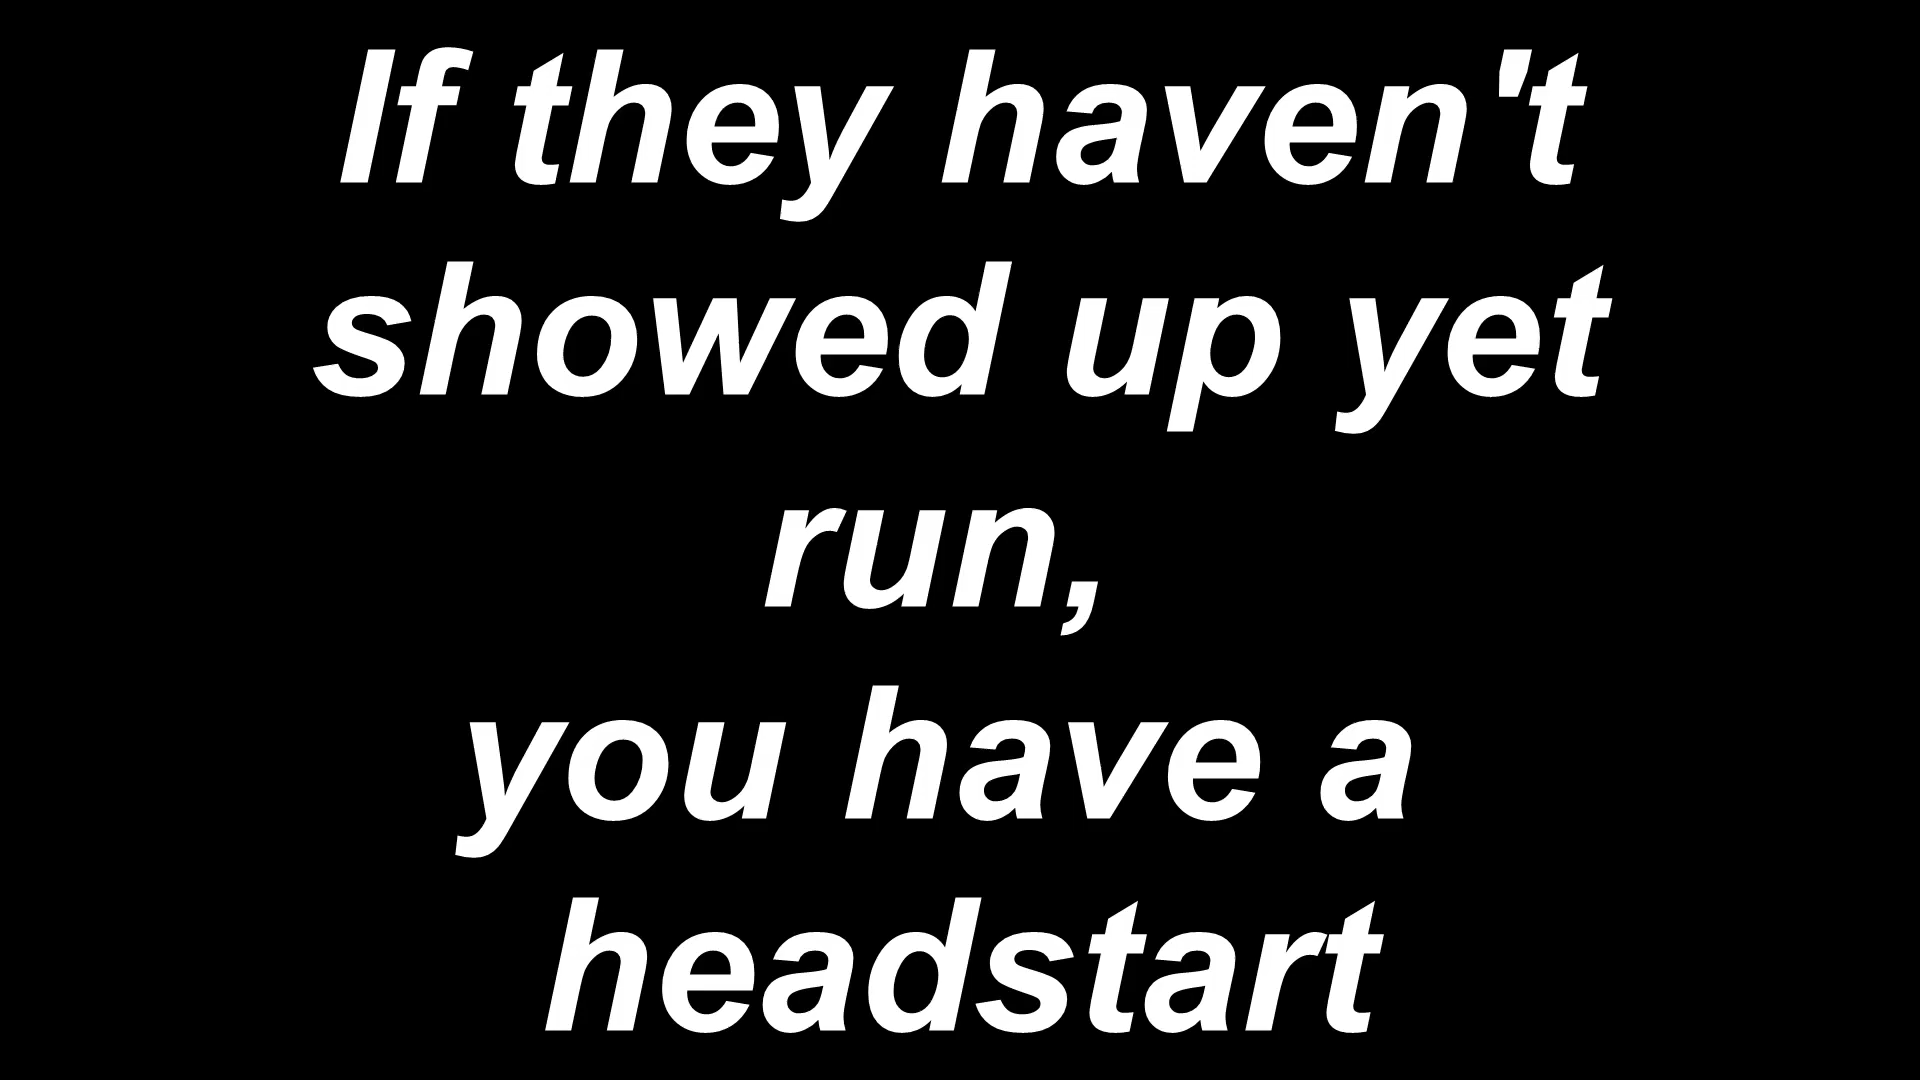 If they haven't
showed up yet
run,
you have a
headstart